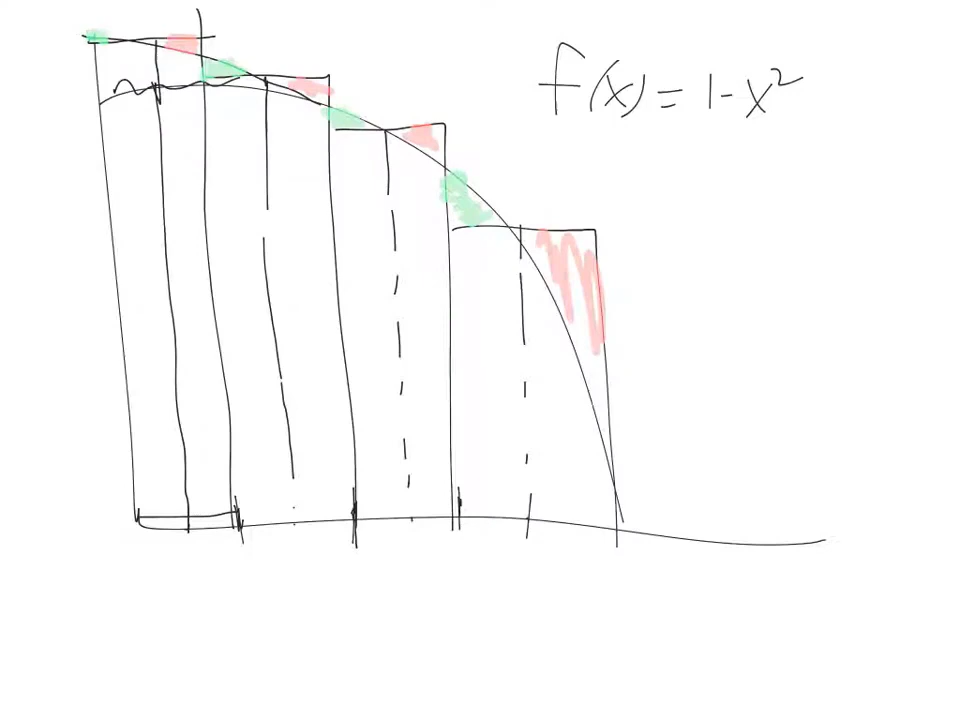 f(x) = 1 - x²